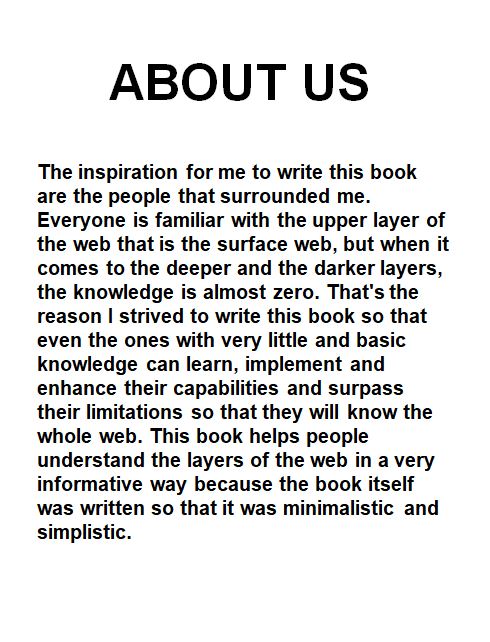 ABOUT US
The inspiration for me to write this book
are the people that surrounded me.
Everyone is familiar with the upper layer of
the web that is the surface web, but when it
comes to the deeper and the darker layers,
the knowledge is almost zero. That's the
reason I strived to write this book so that
even the ones with very little and basic
knowledge can learn, implement and
enhance their capabilities and surpass
their limitations so that they will know the
whole web. This book helps people
understand the layers of the web in a very
informative way because the book itself
was written so that it was minimalistic and
simplistic.